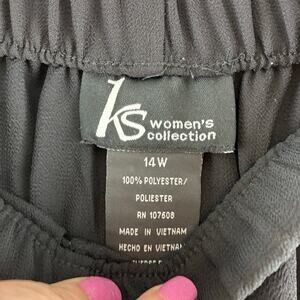 ks women's
collection
14W
100% POLYESTER/
POLIESTER
RN 107608
MADE IN VIETNAM
HECHO EN VIETNAM